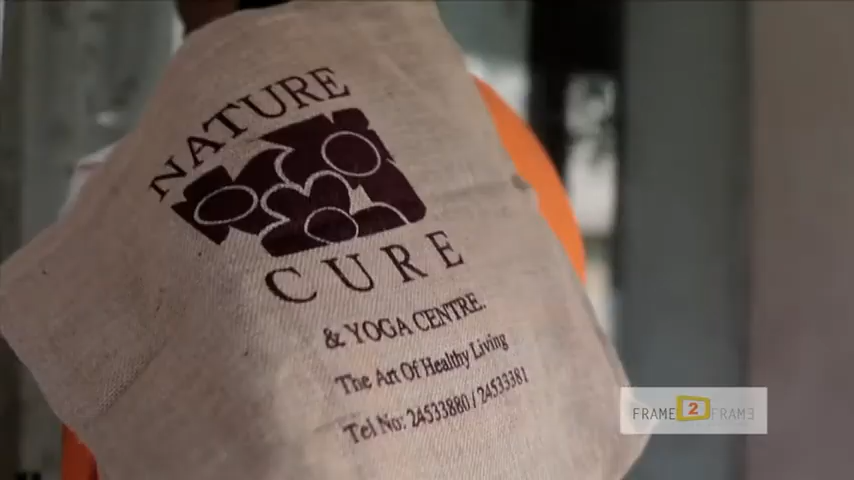 NATURE
CURE
& YOGA CENTRE.
The Art Of Healthy Living
Tel No: 24533880 / 24533381
FRAME 2 FRAME